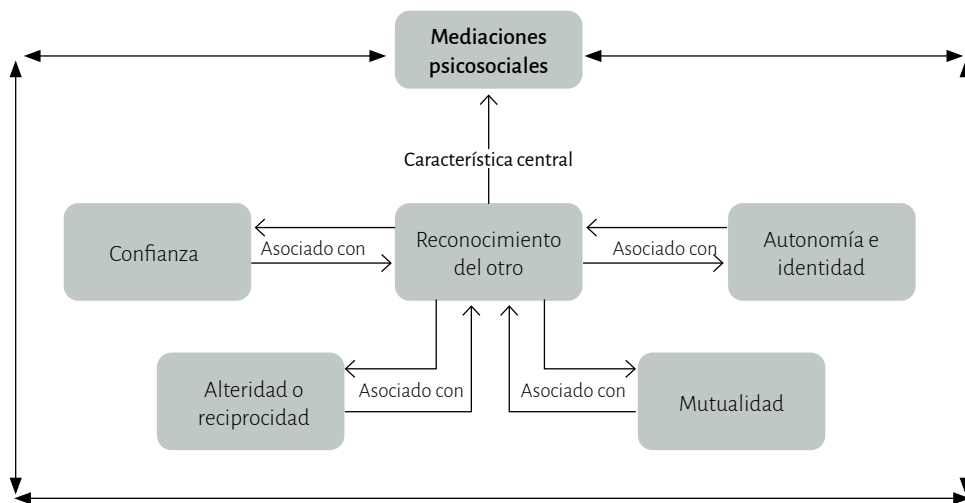 Mediaciones
psicosociales
Característica central
Confianza
Asociado con
Reconocimiento
del otro
Asociado con
Autonomía e
identidad
Alteridad o
reciprocidad
Asociado con
Asociado con
Mutualidad